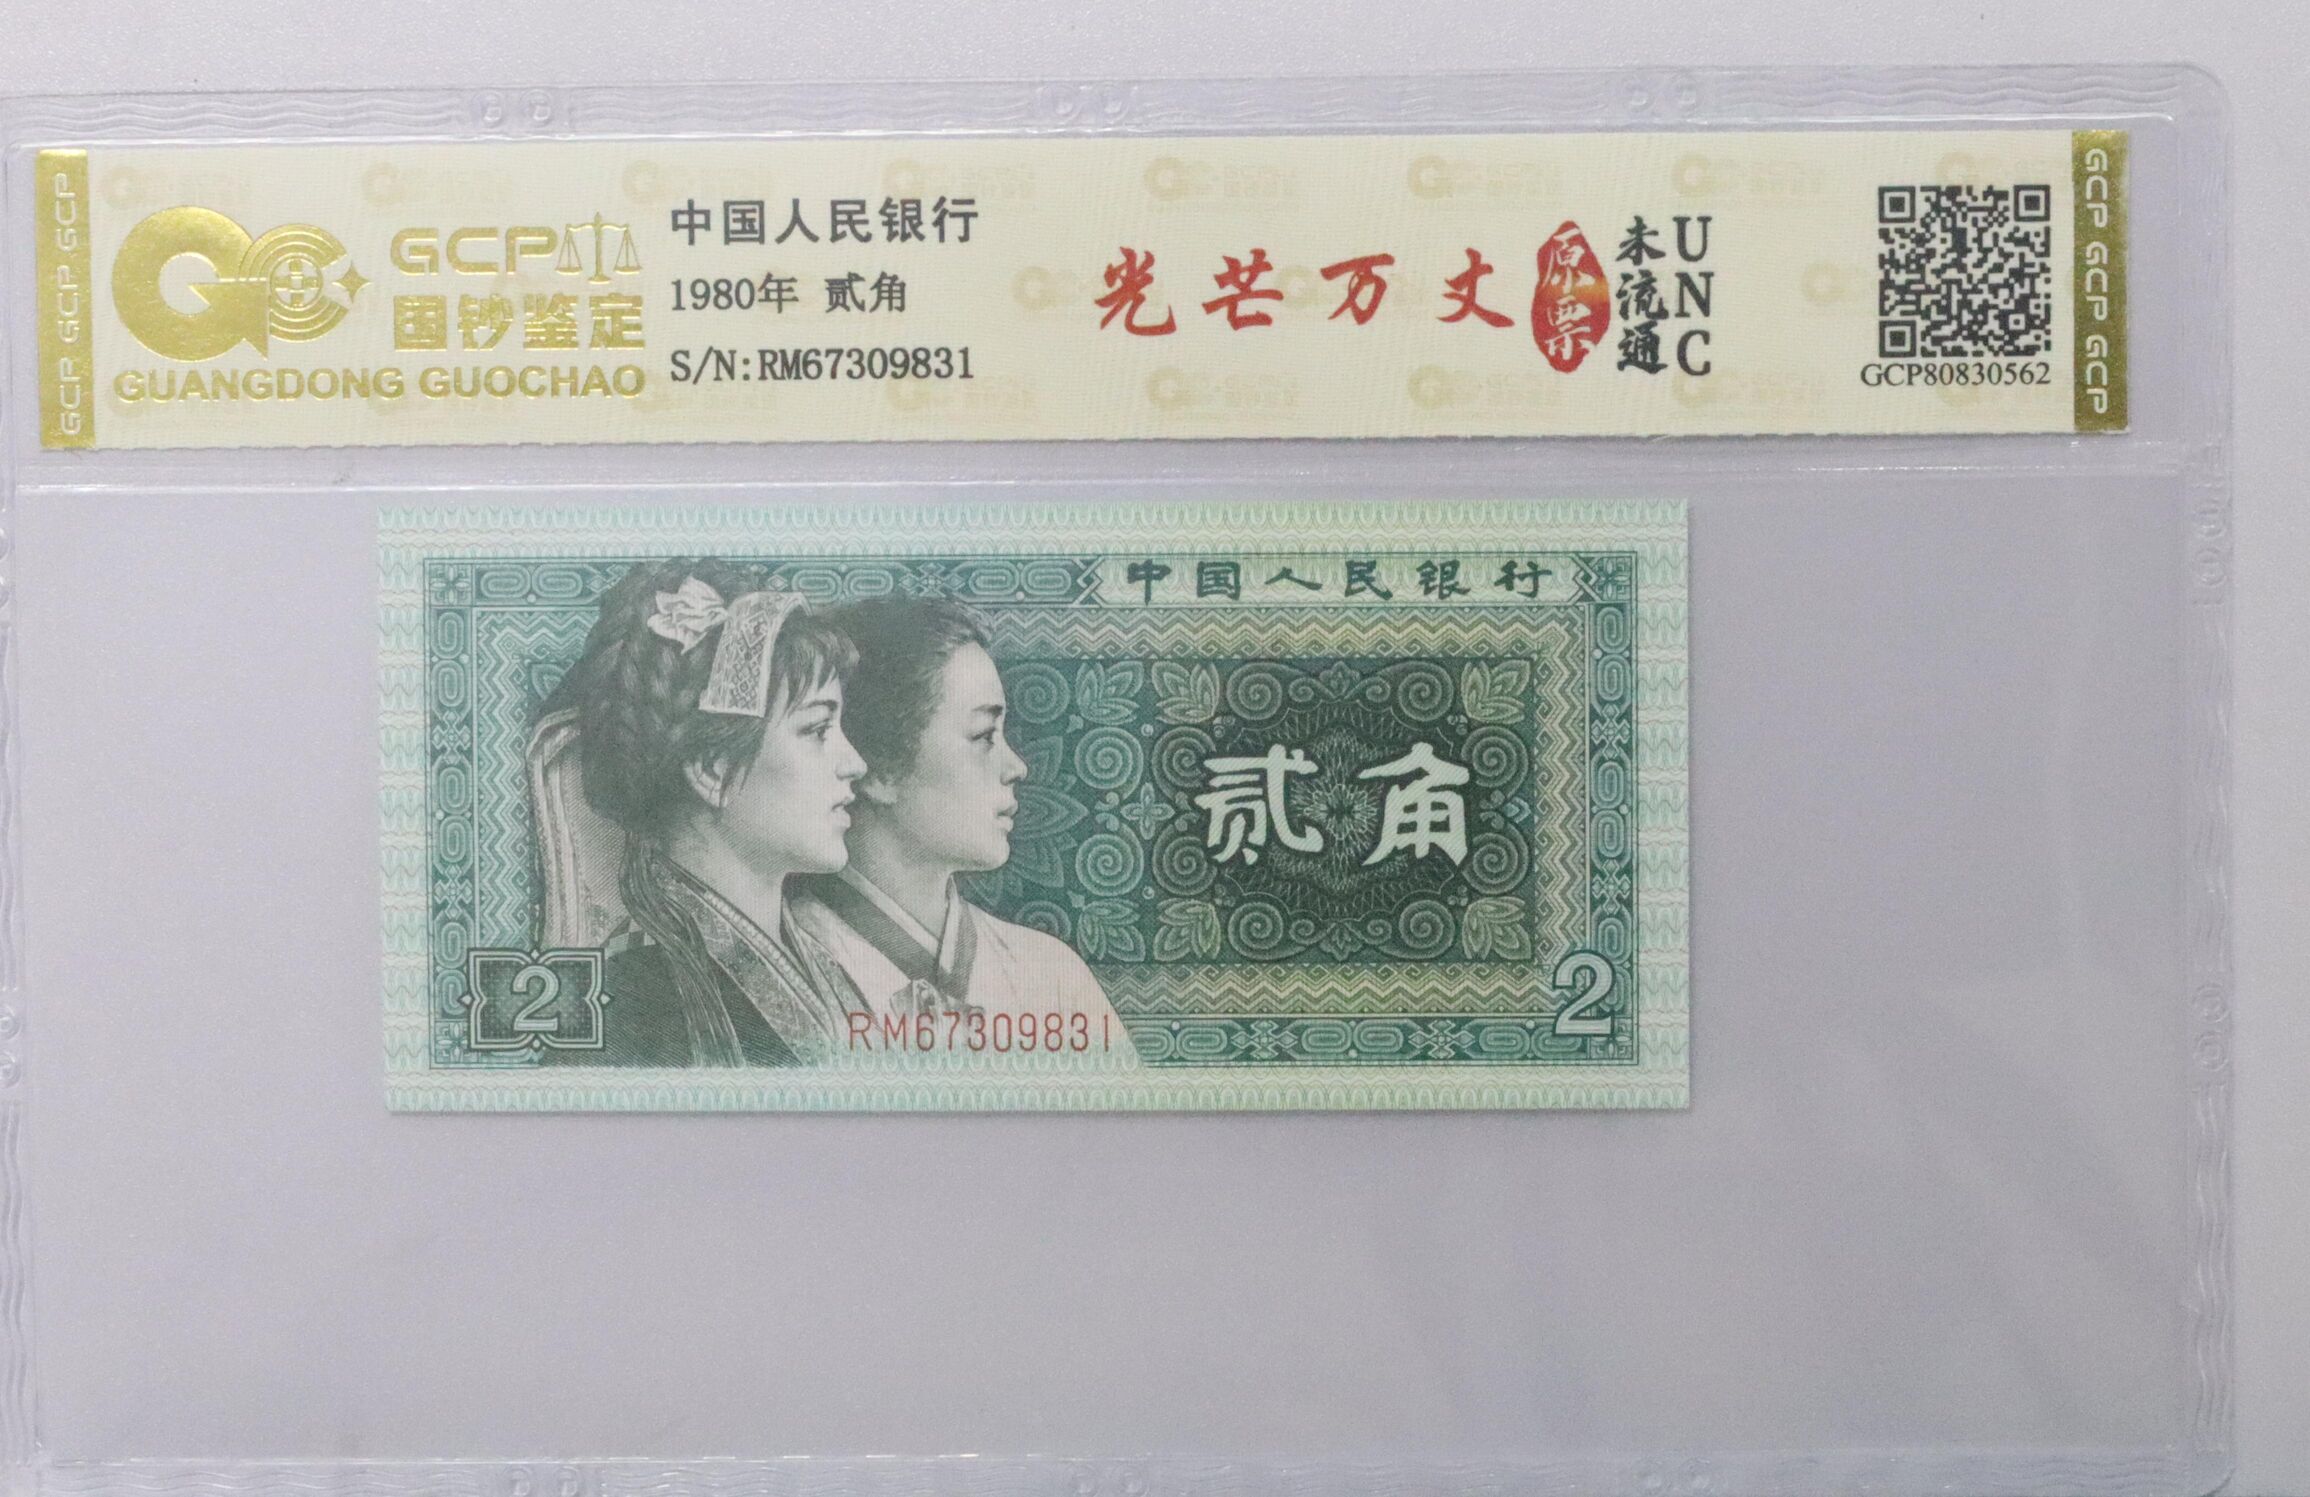 GCP GCP GCP
GCP
国钞鉴定
GUANGDONG GUOCHAO
中国人民银行
1980年 贰角
S/N:RM67309831
光芒万丈
原票
未流通
UNC
GCP80830562
GCP GCP GCP
中国人民银行
贰角
2
RM67309831
2